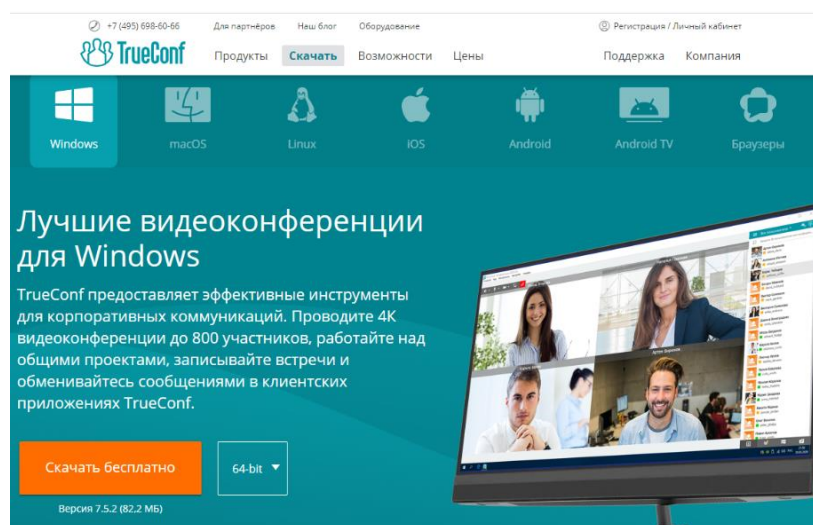 +7 (495) 698-60-66 Для партнёров Наш блог Оборудование Регистрация / Личный кабинет
TrueConf Продукты Скачать Возможности Цены Поддержка Компания
Windows macOS Linux iOS Android Android TV Браузеры
Лучшие видеоконференции
для Windows
TrueConf предоставляет эффективные инструменты
для корпоративных коммуникаций. Проводите 4К
видеоконференции до 800 участников, работайте над
общими проектами, записывайте встречи и
обменивайтесь сообщениями в клиентских
приложениях TrueConf.
Скачать бесплатно 64-bit
Версия 7.5.2 (82,2 МБ)